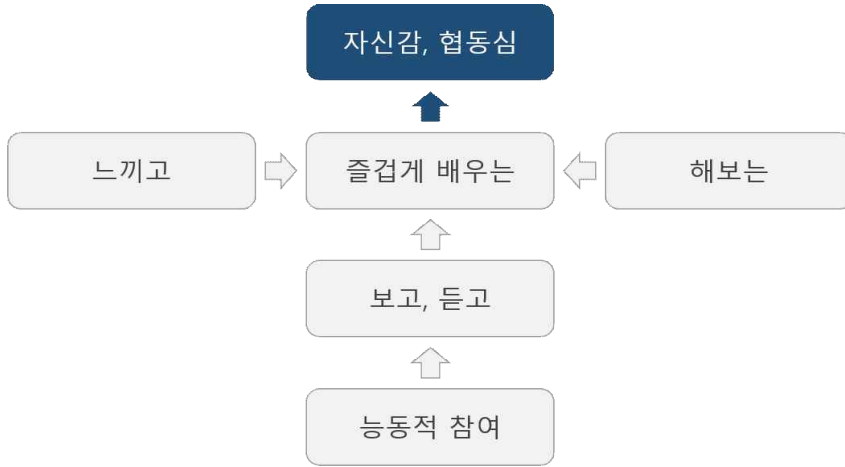 자신감, 협동심
느끼고
즐겁게 배우는
해보는
보고, 듣고
능동적 참여